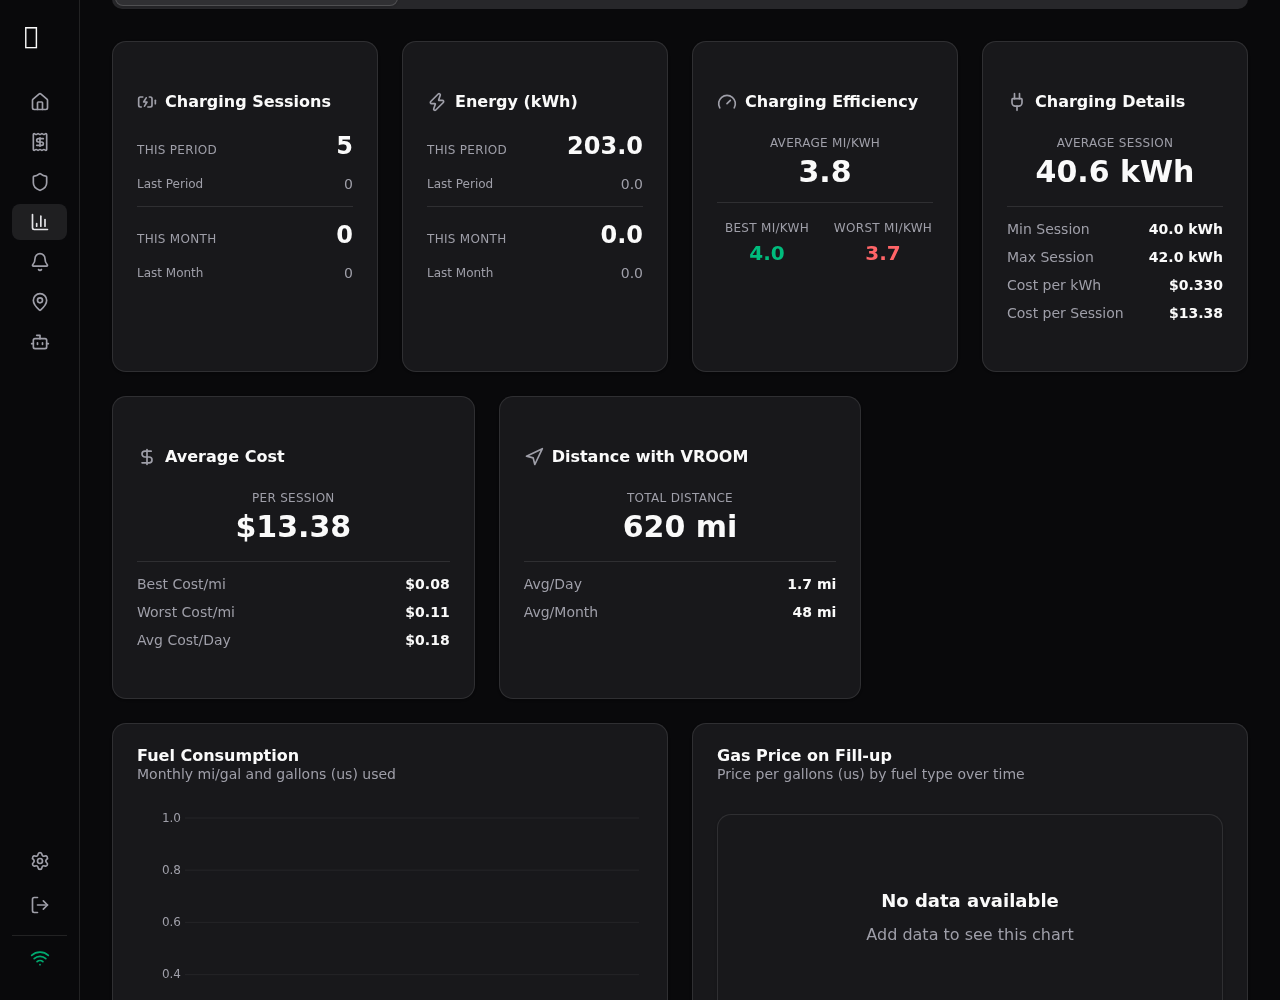 Charging Sessions
THIS PERIOD 5
Last Period 0
THIS MONTH 0
Last Month 0
Energy (kWh)
THIS PERIOD 203.0
Last Period 0.0
THIS MONTH 0.0
Last Month 0.0
Charging Efficiency
AVERAGE MI/KWH
3.8
BEST MI/KWH WORST MI/KWH
4.0 3.7
Charging Details
AVERAGE SESSION
40.6 kWh
Min Session 40.0 kWh
Max Session 42.0 kWh
Cost per kWh $0.330
Cost per Session $13.38
Average Cost
PER SESSION
$13.38
Best Cost/mi $0.08
Worst Cost/mi $0.11
Avg Cost/Day $0.18
Distance with VROOM
TOTAL DISTANCE
620 mi
Avg/Day 1.7 mi
Avg/Month 48 mi
Fuel Consumption
Monthly mi/gal and gallons (us) used
1.0
0.8
0.6
0.4
Gas Price on Fill-up
Price per gallons (us) by fuel type over time
No data available
Add data to see this chart